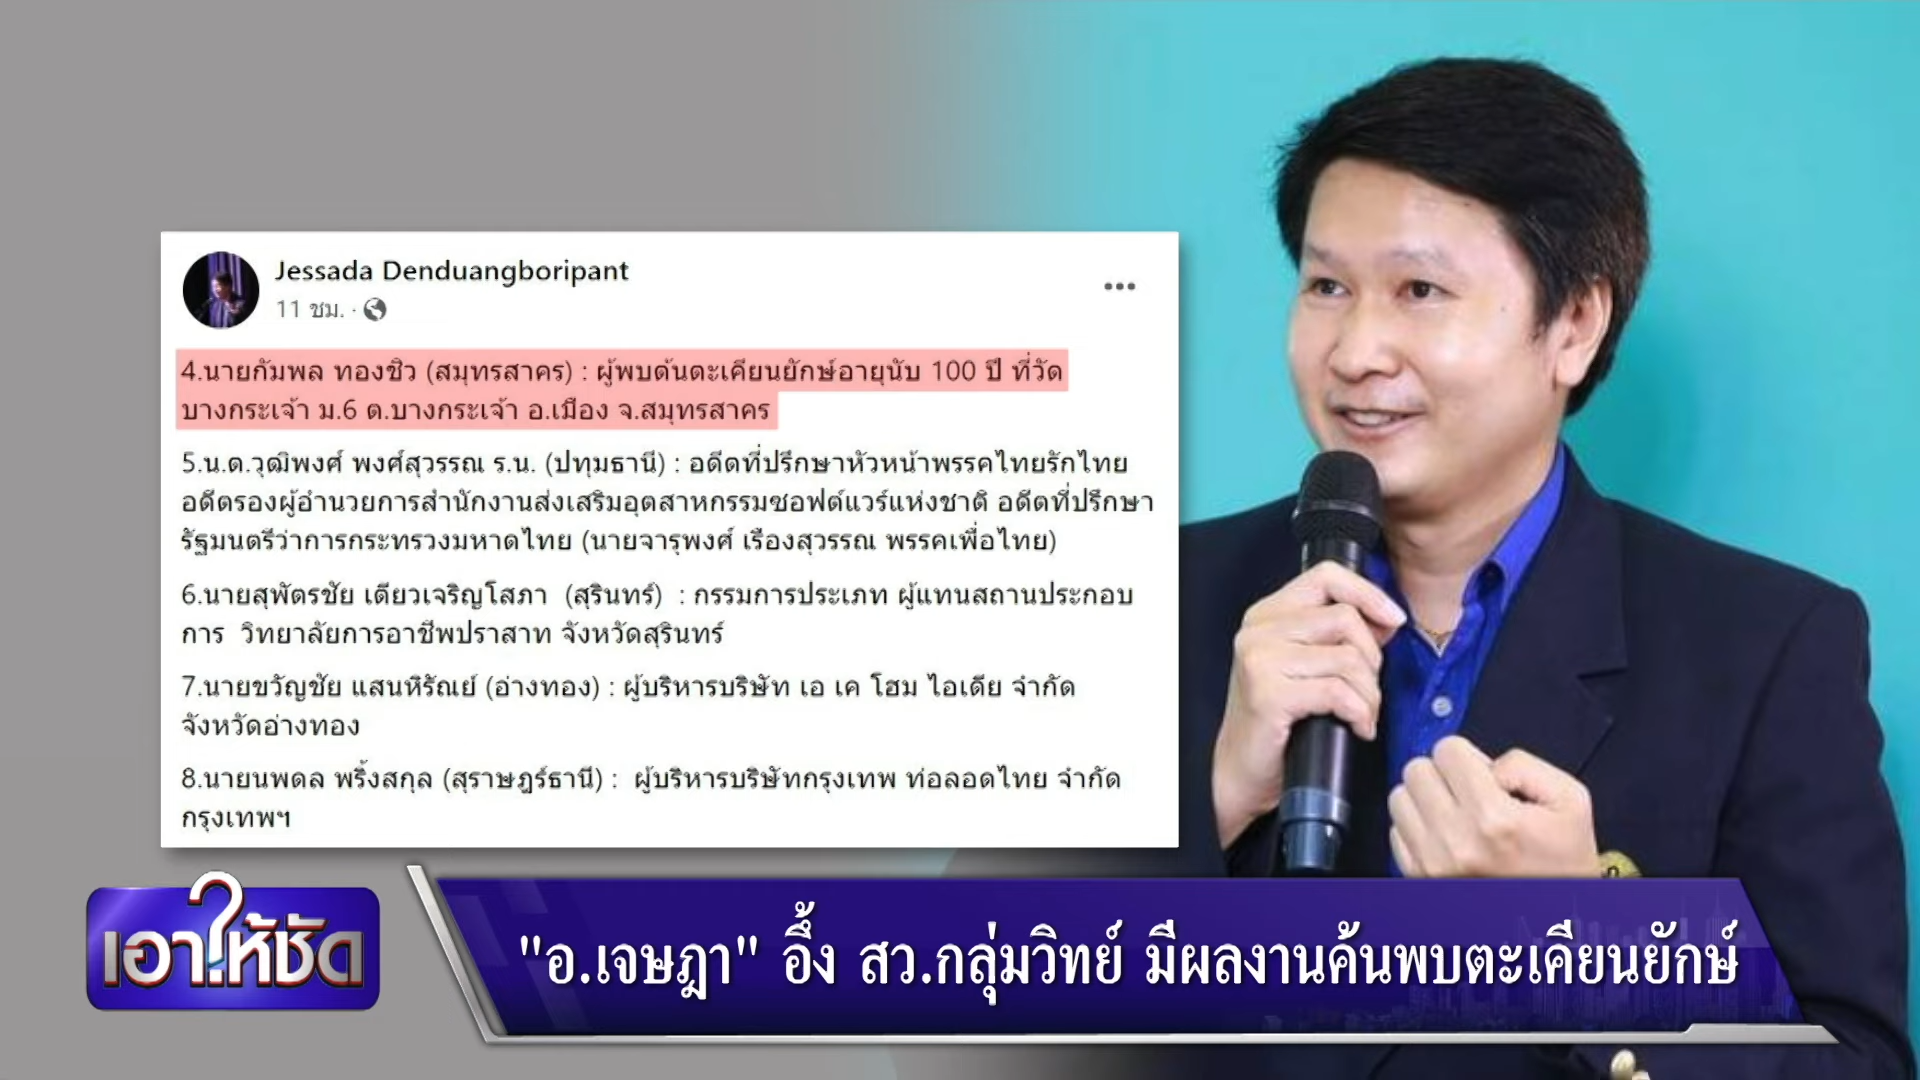 Jessada Denduangboripant
11 ชม. ·
4.นายกัมพล ทองชิว (สมุทรสาคร) : ผู้พบต้นตะเคียนยักษ์อายุนับ 100 ปี ที่วัด
บางกระเจ้า ม.6 ต.บางกระเจ้า อ.เมือง จ.สมุทรสาคร
5.น.ต.วุฒิพงศ์ พงศ์สุวรรณ ร.น. (ปทุมธานี) : อดีตที่ปรึกษาหัวหน้าพรรคไทยรักไทย
อดีตรองผู้อำนวยการสำนักงานส่งเสริมอุตสาหกรรมซอฟต์แวร์แห่งชาติ อดีตที่ปรึกษา
รัฐมนตรีว่าการกระทรวงมหาดไทย (นายจารุพงศ์ เรืองสุวรรณ พรรคเพื่อไทย)
6.นายสุพัตรชัย เตียวเจริญโสภา (สุรินทร์) : กรรมการประเภท ผู้แทนสถานประกอบ
การ วิทยาลัยการอาชีพปราสาท จังหวัดสุรินทร์
7.นายขวัญชัย แสนหิรัณย์ (อ่างทอง) : ผู้บริหารบริษัท เอ เค โฮม ไอเดีย จำกัด
จังหวัดอ่างทอง
8.นายนพดล พริ้งสกุล (สุราษฎร์ธานี) : ผู้บริหารบริษัทกรุงเทพ ท่อลอดไทย จำกัด
กรุงเทพฯ
เอา?ให้ชัด
"อ.เจษฎา" อึ้ง สว.กลุ่มวิทย์ มีผลงานค้นพบตะเคียนยักษ์